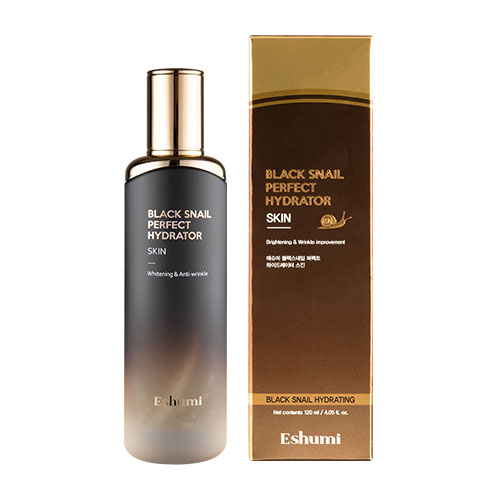 BLACK SNAIL
PERFECT
HYDRATOR
SKIN
Whitening & Anti-wrinkle
Eshumi
BLACK SNAIL
PERFECT
HYDRATOR
SKIN
Brightening & Wrinkle improvement
에슈미 블랙스네일 퍼펙트
하이드레이터 스킨
BLACK SNAIL HYDRATING
Net contents 120 ml / 4.05 fl. oz.
Eshumi